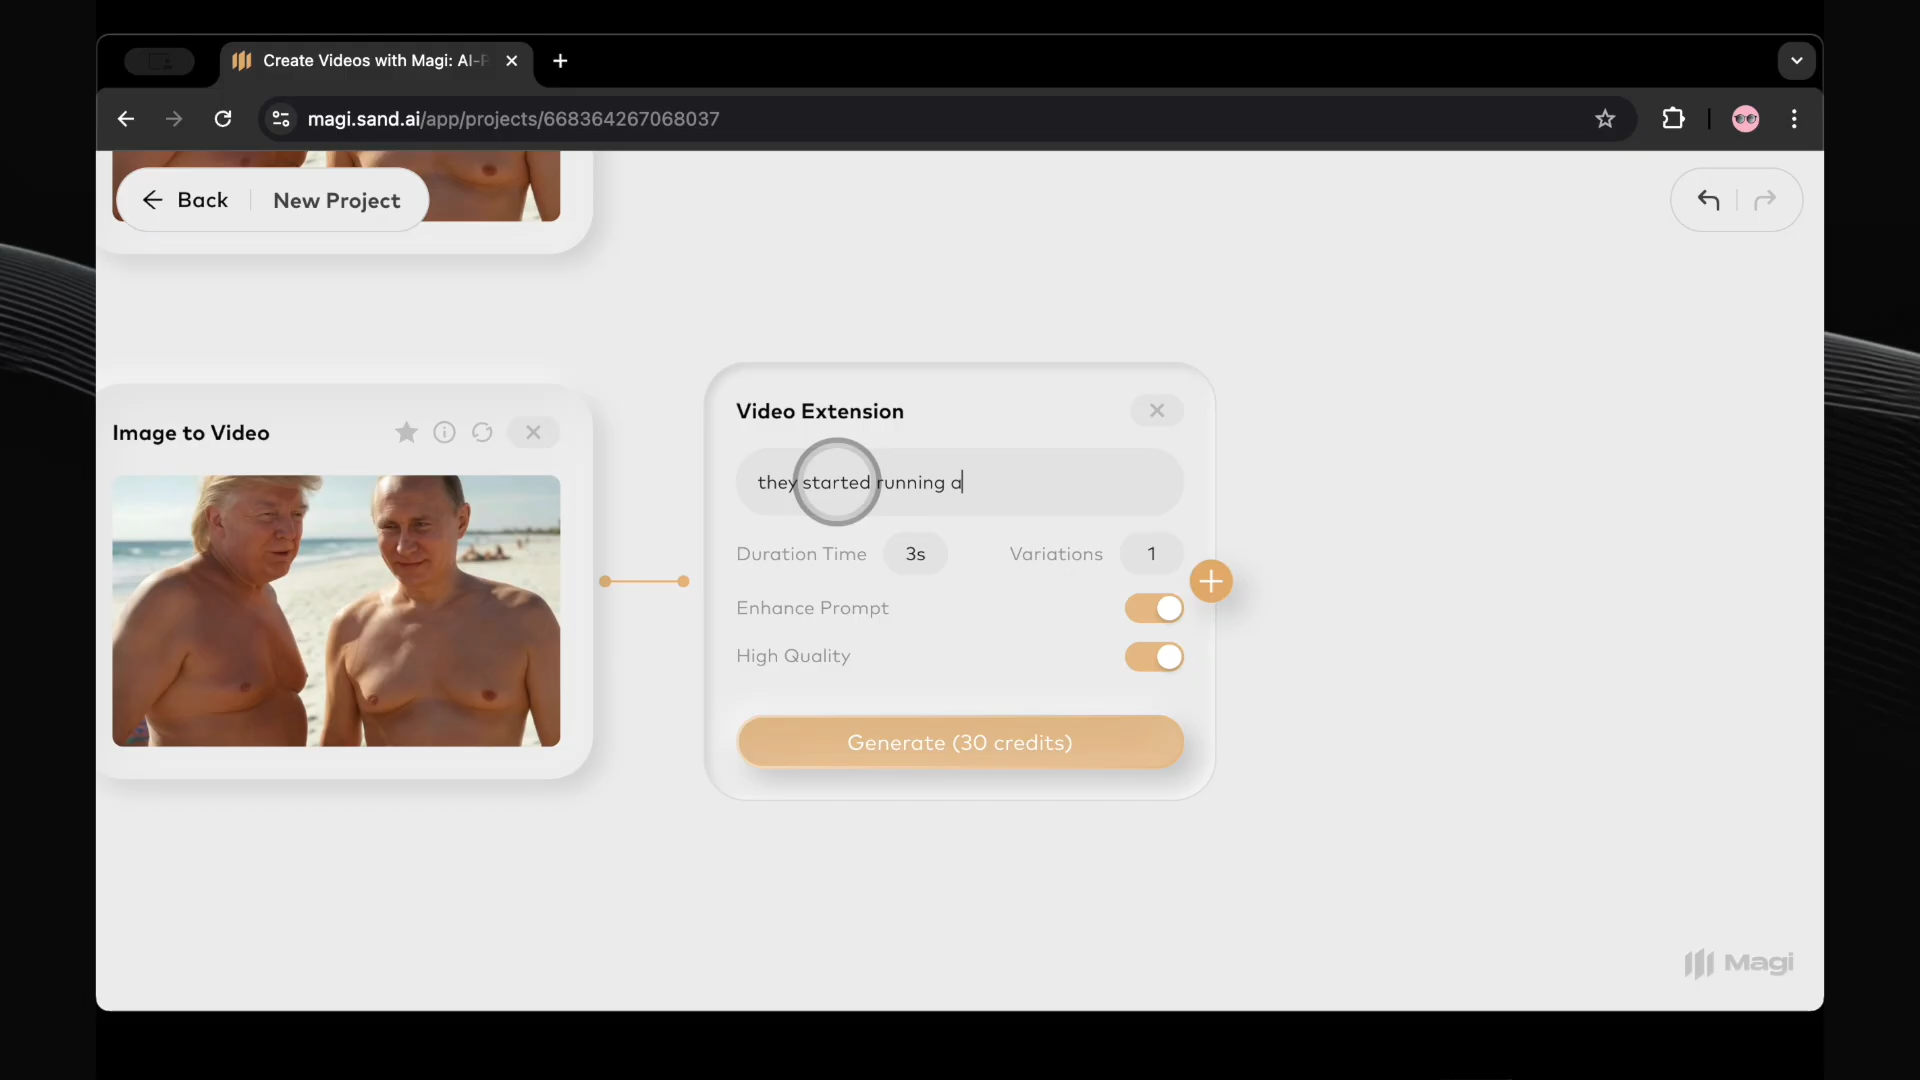 Create Videos with Magi: AI-P
magi.sand.ai/app/projects/668364267068037
Back
New Project
Image to Video
Video Extension
they started running a
Duration Time
3s
Variations
1
Enhance Prompt
High Quality
Generate (30 credits)
Magi